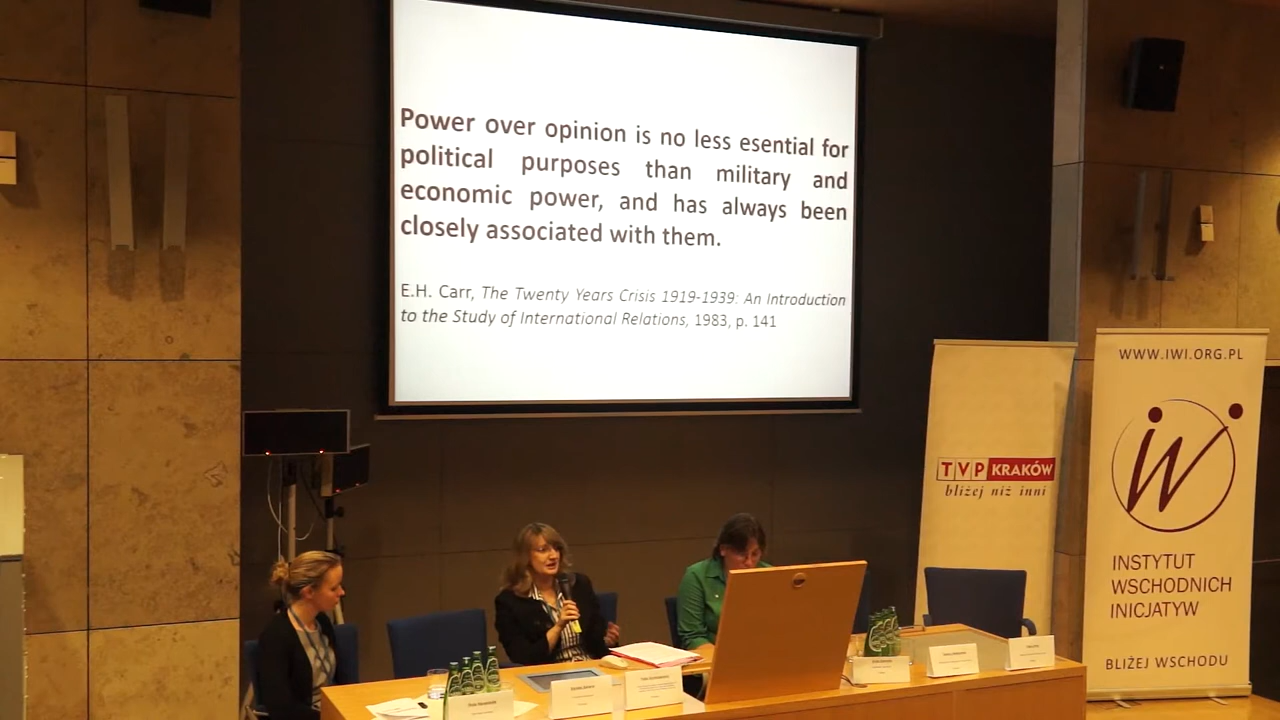 Power over opinion is no less esential for
political purposes than military and
economic power, and has always been
closely associated with them.
E.H. Carr, The Twenty Years Crisis 1919-1939: An Introduction
to the Study of International Relations, 1983, p. 141
TVP KRAKÓW
bliżej niż inni
WWW.IWI.ORG.PL
iwi
INSTYTUT
WSCHODNICH
INICJATYW
BLIŻEJ WSCHODU